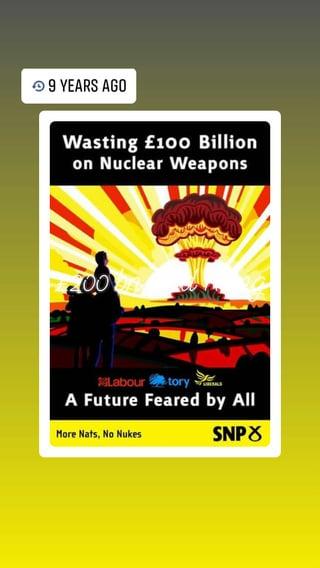 9 YEARS AGO
Wasting £100 Billion
on Nuclear Weapons
£200
Labour tory LIBERALS
A Future Feared by All
More Nats, No Nukes
SNP